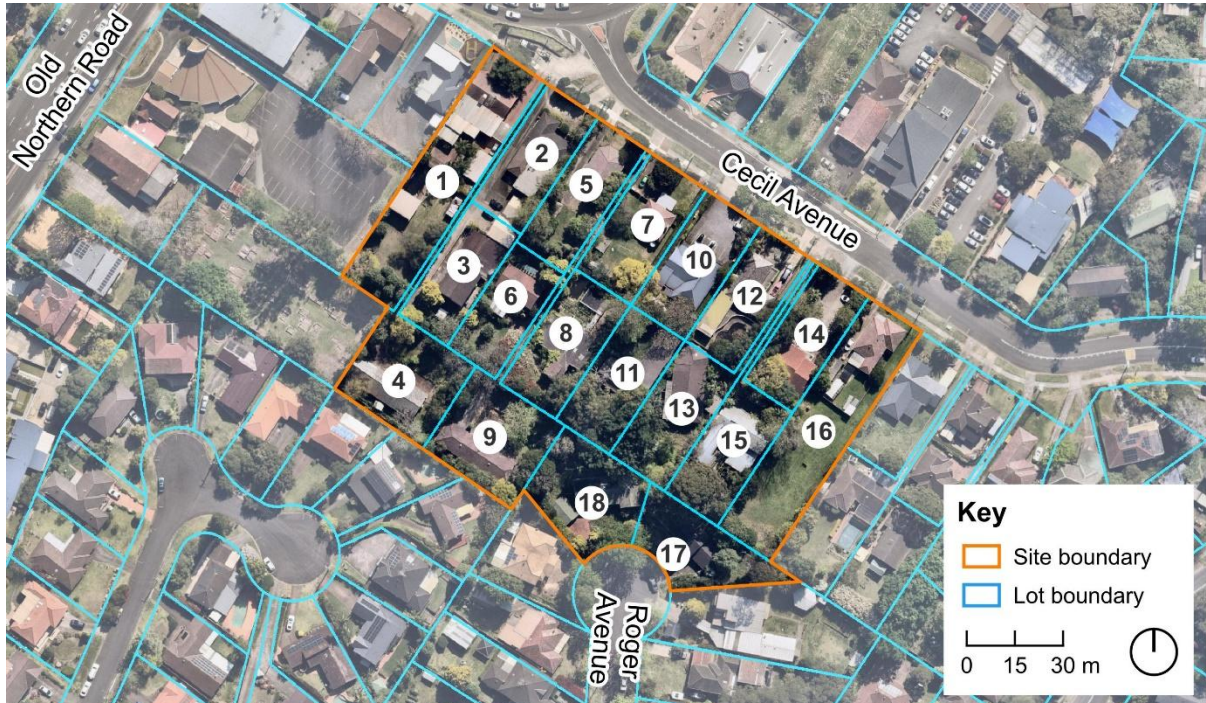 Old
Northern Road
Cecil Avenue
1
2
5
7
10
3
12
6
8
14
4
11
13
9
15
16
18
17
Roger
Avenue
Key
Site boundary
Lot boundary
0 15 30 m